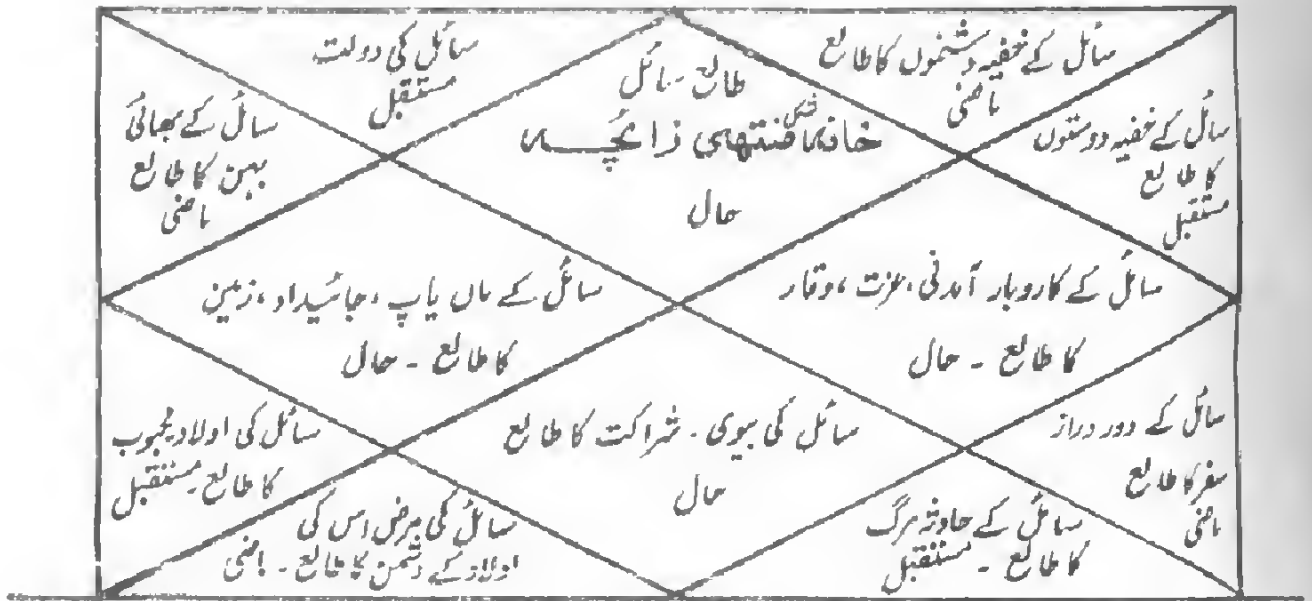 سائل کے خفیہ دشمنوں کا طالع
ماضی
طالع سائل
خانہ منتہی زائچہ
حال
سائل کی دولت
مستقبل
سائل کے خفیہ دوستوں
کا طالع
مستقبل
سائل کے بھائی
بہن کا طالع
ماضی
سائل کے کاروبار آمدنی، عزت، وقار
کا طالع ۔ حال
سائل کے ماں باپ، جائیداد، زمین
کا طالع ۔ حال
سائل کے دور دراز
سفر کا طالع
ماضی
سائل کی بیوی ۔ شراکت کا طالع
حال
سائل کی اولاد محبوب
کا طالع ۔ مستقبل
سائل کے حادثہ مرگ
کا طالع ۔ مستقبل
سائل کی مرض اس کی
اولاد کے دشمن کا طالع ۔ ماضی